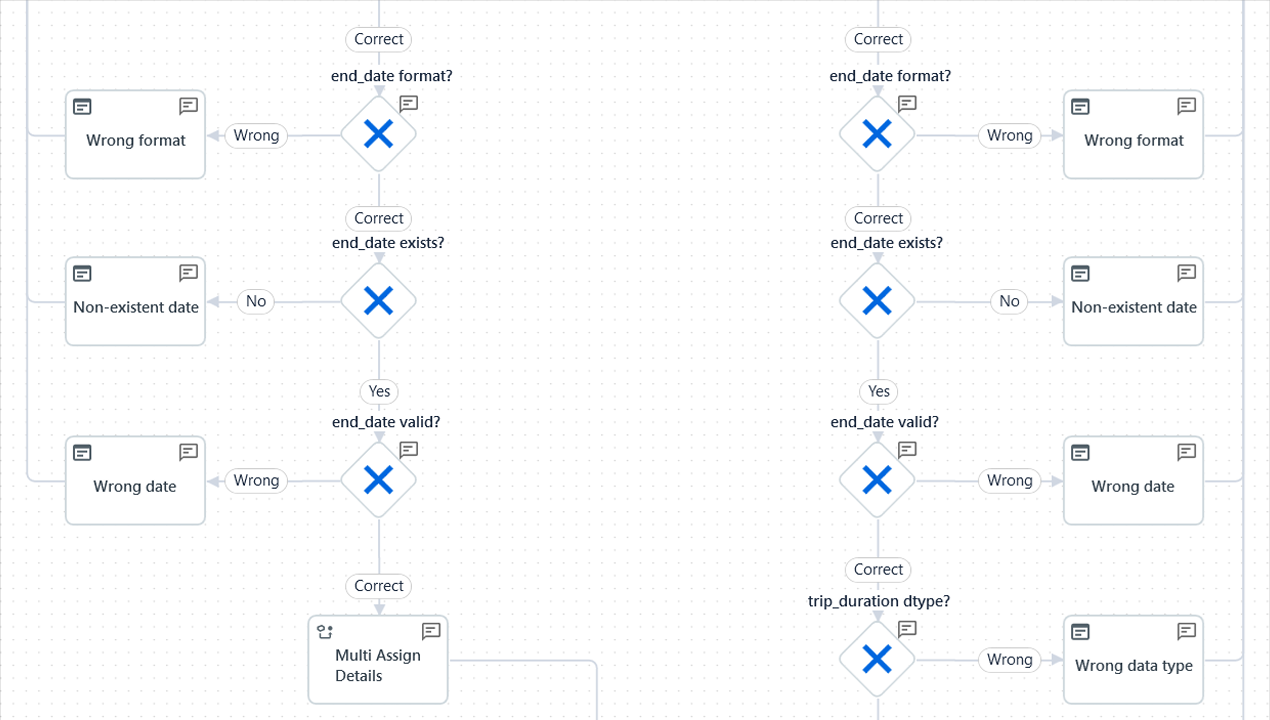 Correct
Correct
end_date format?
end_date format?
Wrong format
Wrong
Wrong
Wrong format
Correct
Correct
end_date exists?
end_date exists?
Non-existent date
No
No
Non-existent date
Yes
Yes
end_date valid?
end_date valid?
Wrong date
Wrong
Wrong
Wrong date
Correct
Correct
trip_duration dtype?
Multi Assign
Details
Wrong
Wrong data type